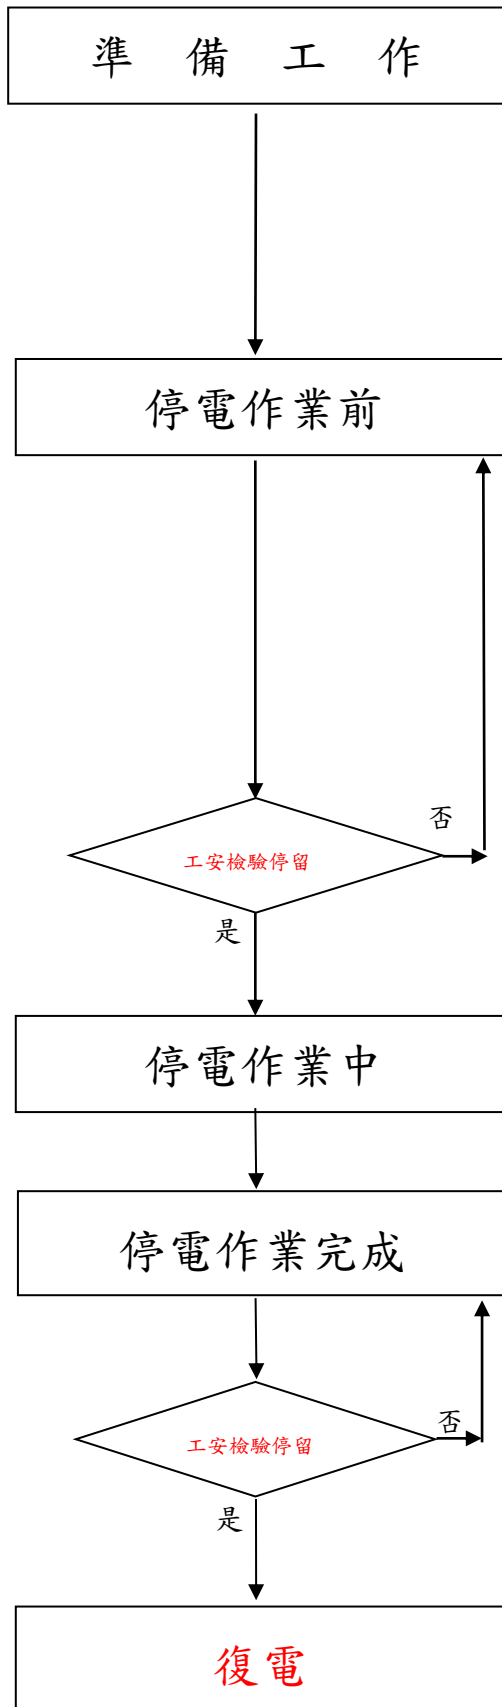 準 備 工 作
停電作業前
否
工安檢驗停留
是
停電作業中
停電作業完成
否
工安檢驗停留
是
復電